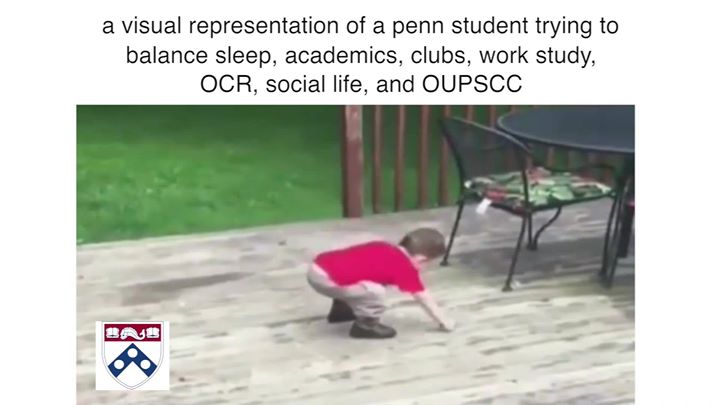 a visual representation of a penn student trying to
balance sleep, academics, clubs, work study,
OCR, social life, and OUPSCC